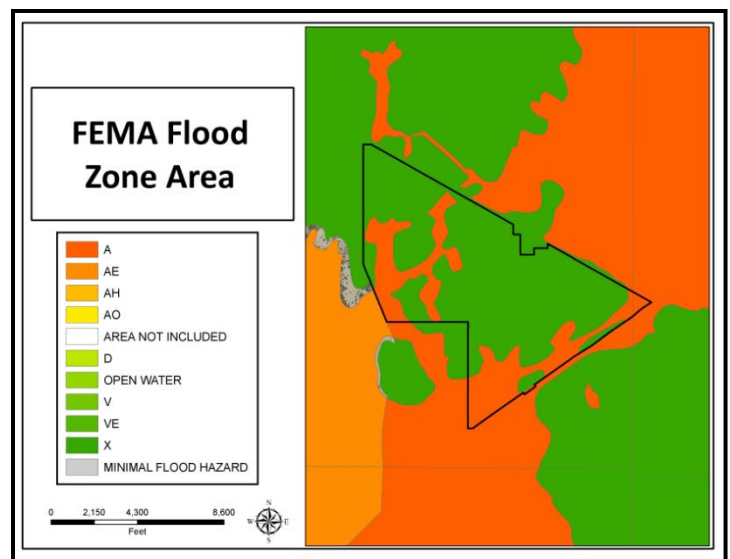 FEMA Flood
Zone Area
A
AE
AH
AO
AREA NOT INCLUDED
D
OPEN WATER
V
VE
X
MINIMAL FLOOD HAZARD
0 2,150 4,300 8,600
Feet
N
W E
S